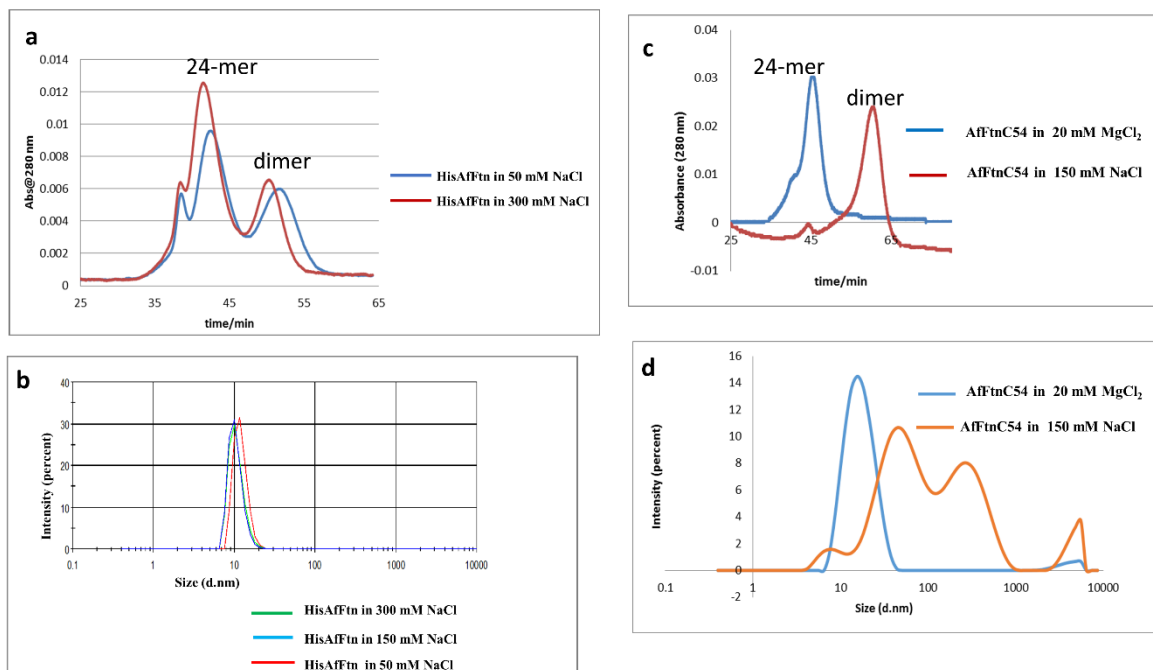 a
24-mer
dimer
Abs@280 nm
0.014
0.012
0.01
0.008
0.006
0.004
0.002
0
25
35
45
55
65
time/min
HisAfFtn in 50 mM NaCl
HisAfFtn in 300 mM NaCl
c
24-mer
dimer
Absorbance (280 nm)
0.04
0.03
0.02
0.01
0
-0.01
25
45
65
time/min
AfFtnC54 in 20 mM MgCl₂
AfFtnC54 in 150 mM NaCl
b
Intensity (percent)
40
30
20
10
0
0.1
1
10
100
1000
10000
Size (d.nm)
HisAfFtn in 300 mM NaCl
HisAfFtn in 150 mM NaCl
HisAfFtn in 50 mM NaCl
d
Intensity (percent)
16
14
12
10
8
6
4
2
0
-2
0.1
10
100
1000
10000
Size (d.nm)
AfFtnC54 in 20 mM MgCl₂
AfFtnC54 in 150 mM NaCl